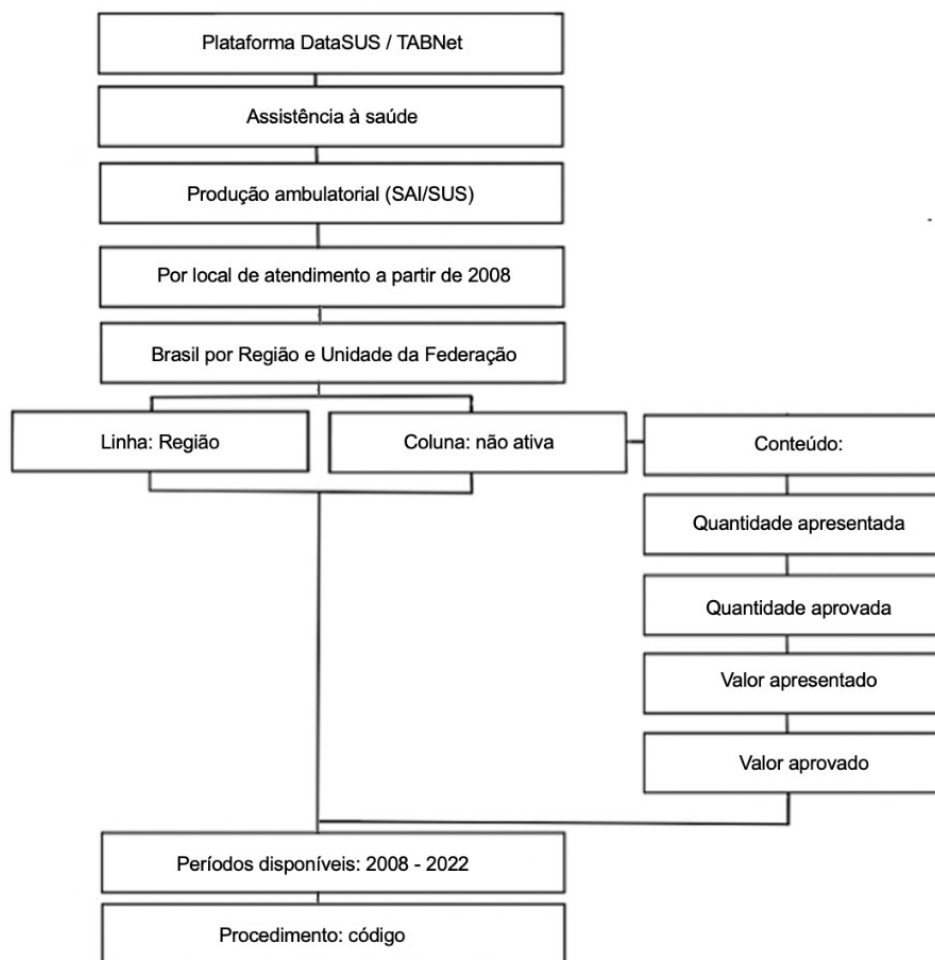 Plataforma DataSUS / TABNet
Assistência à saúde
Produção ambulatorial (SAI/SUS)
Por local de atendimento a partir de 2008
Brasil por Região e Unidade da Federação
Linha: Região
Coluna: não ativa
Conteúdo:
Quantidade apresentada
Quantidade aprovada
Valor apresentado
Valor aprovado
Períodos disponíveis: 2008 - 2022
Procedimento: código